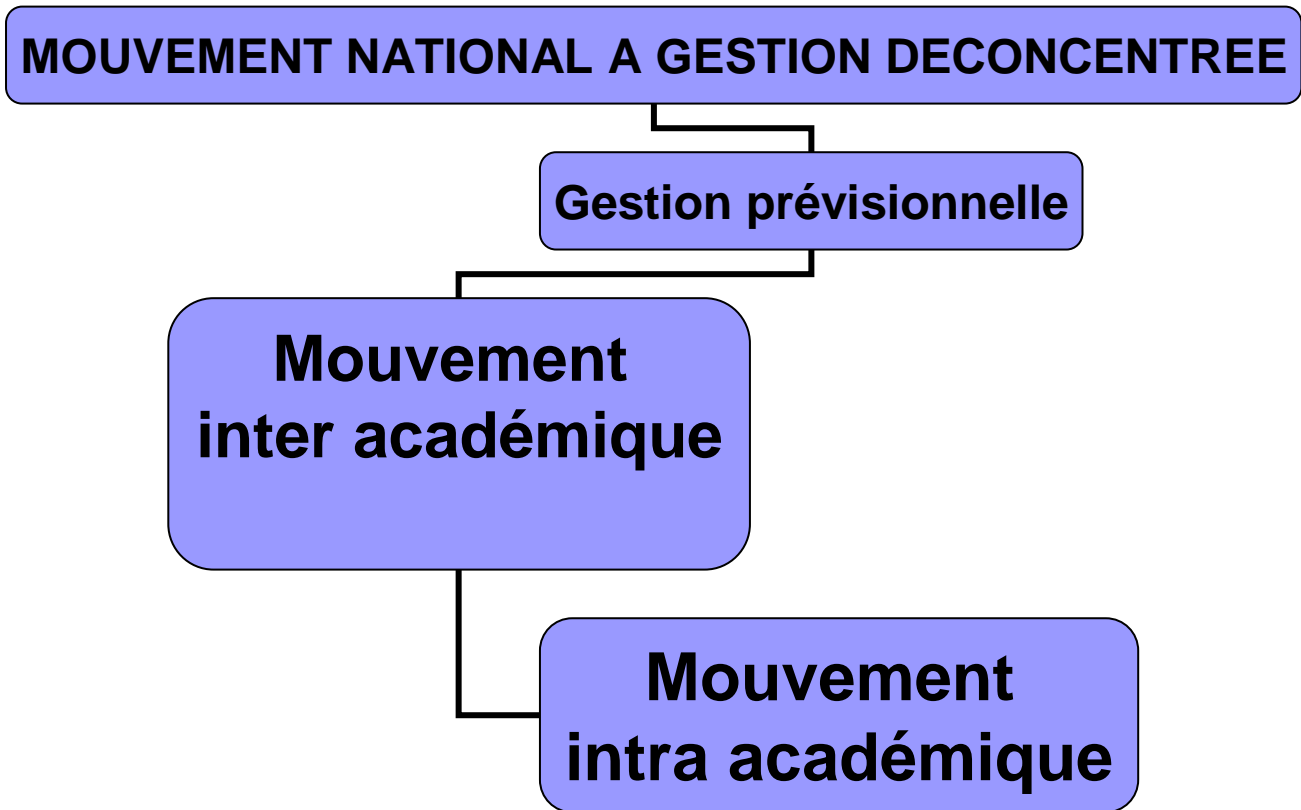 MOUVEMENT NATIONAL A GESTION DECONCENTREE
Gestion prévisionnelle
Mouvement
inter académique
Mouvement
intra académique